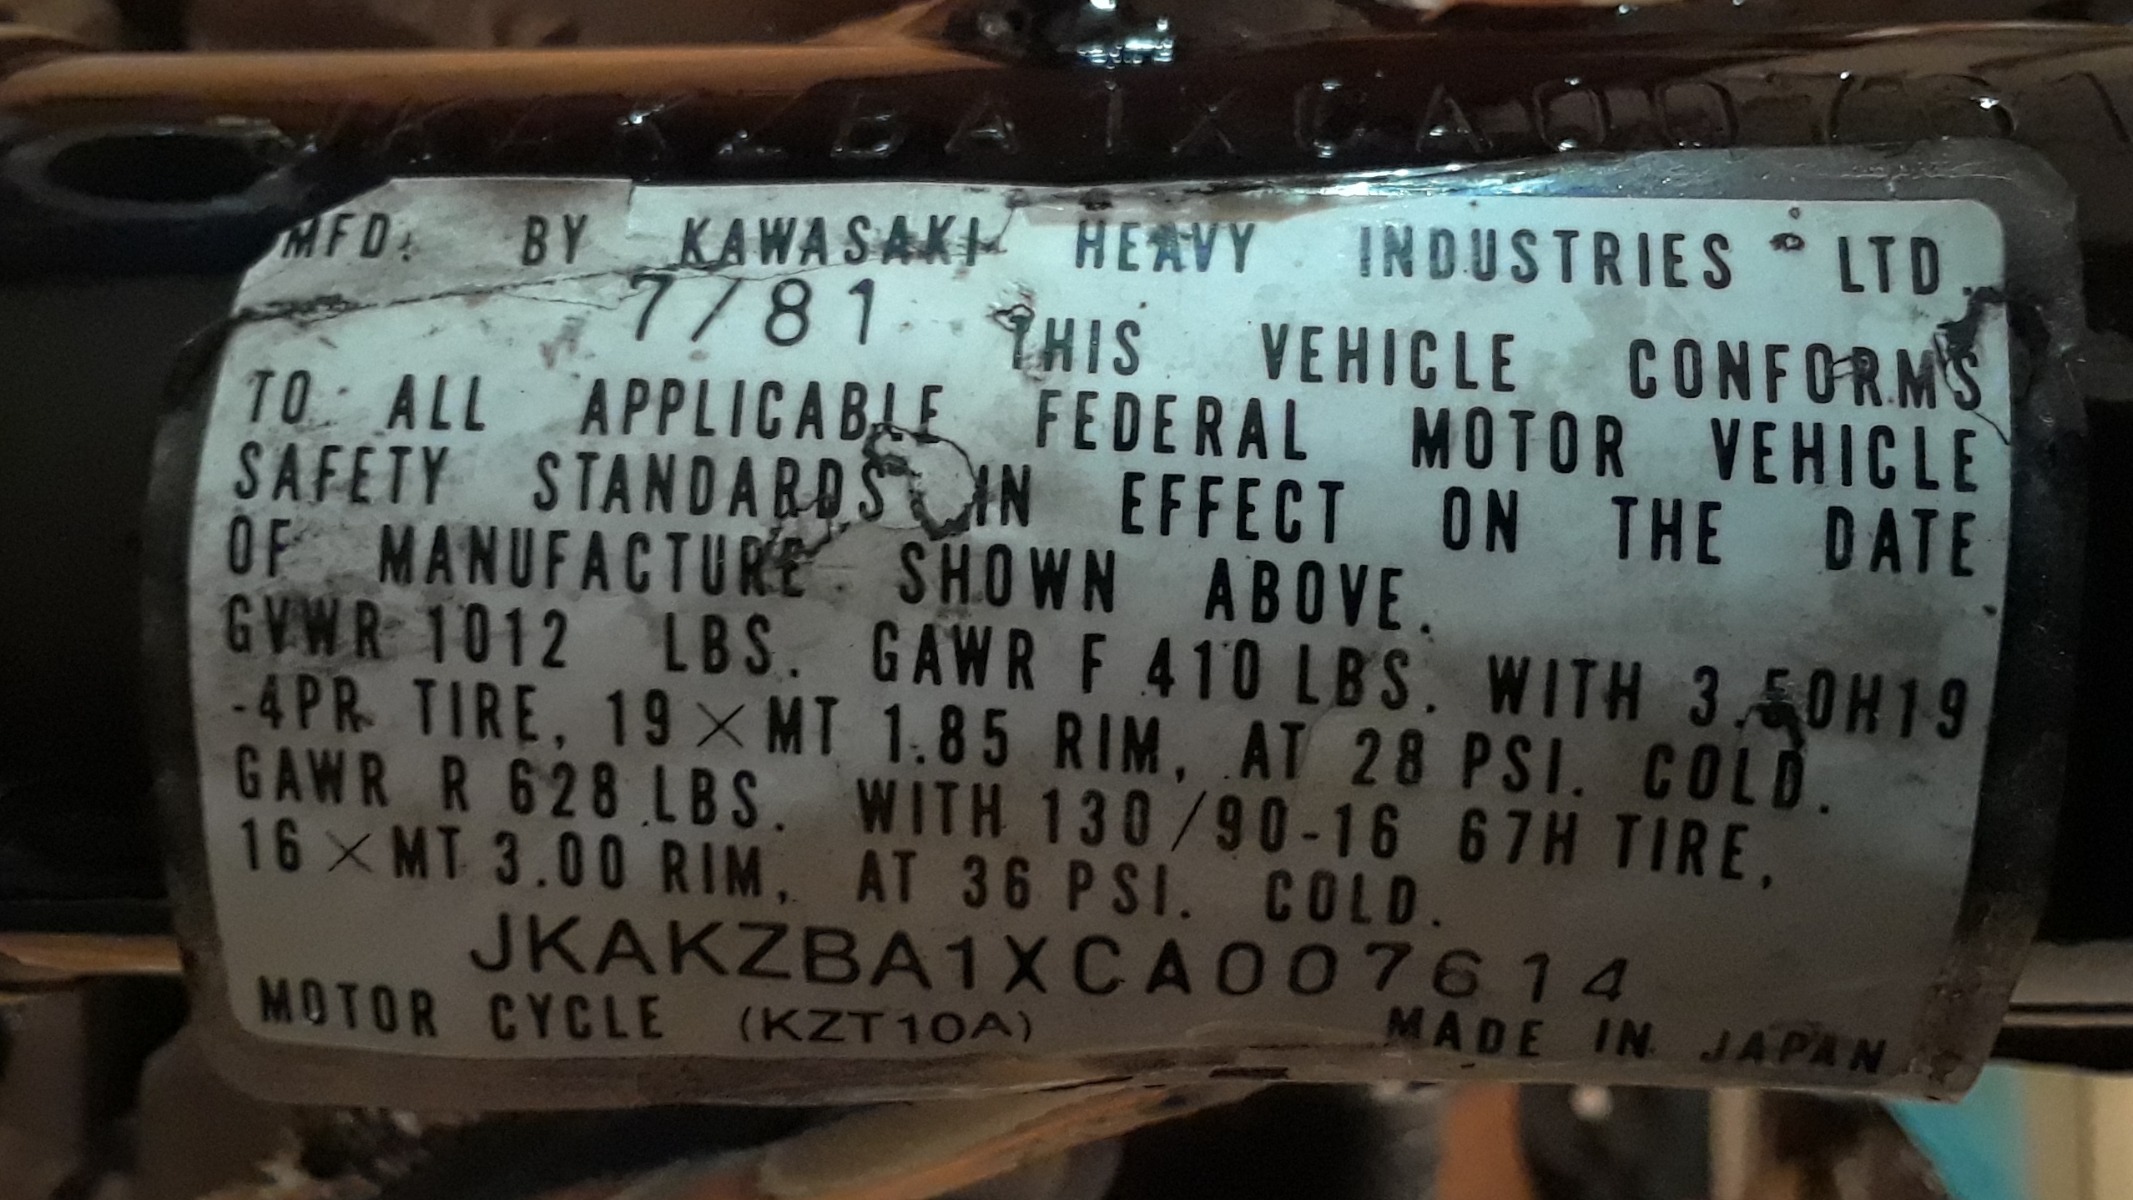 KZBA1XCA007
MFD. BY KAWASAKI HEAVY INDUSTRIES LTD.
7/81 THIS VEHICLE CONFORMS
TO ALL APPLICABLE FEDERAL MOTOR VEHICLE
SAFETY STANDARDS IN EFFECT ON THE DATE
OF MANUFACTURE SHOWN ABOVE.
GVWR 1012 LBS. GAWR F 410 LBS. WITH 3.50H19
-4PR TIRE, 19 × MT 1.85 RIM, AT 28 PSI. COLD.
GAWR R 628 LBS. WITH 130/90-16 67H TIRE,
16 × MT 3.00 RIM, AT 36 PSI. COLD.
JKAKZBA1XCA007614
MOTOR CYCLE (KZT10A) MADE IN JAPAN